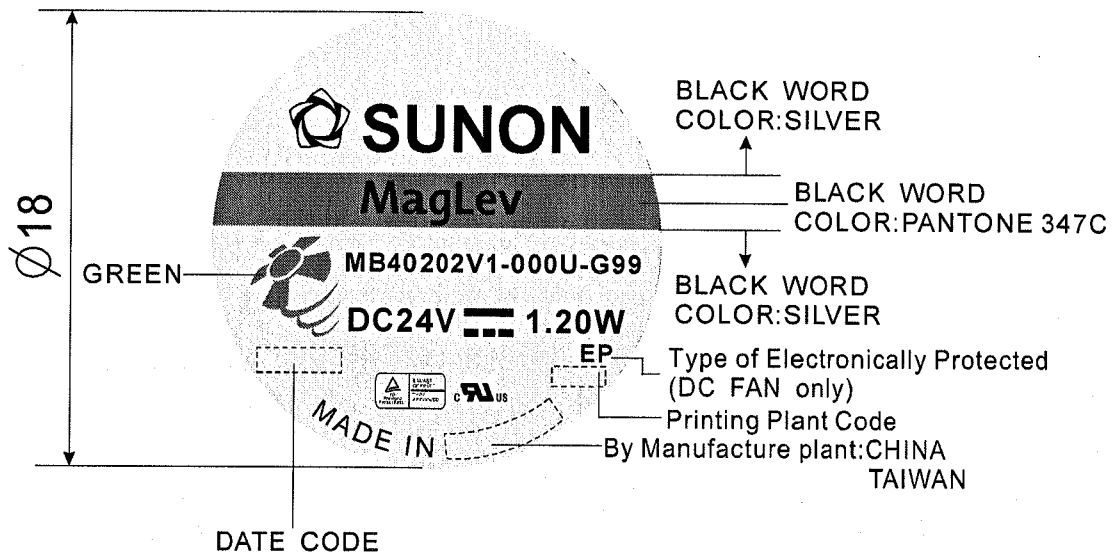 BLACK WORD
COLOR:SILVER
SUNON
MagLev
BLACK WORD
COLOR:PANTONE 347C
Ø18
GREEN
MB40202V1-000U-G99
BLACK WORD
COLOR:SILVER
DC24V 1.20W
EP
Type of Electronically Protected
(DC FAN only)
c RU US
Printing Plant Code
MADE IN
By Manufacture plant:CHINA
TAIWAN
DATE CODE